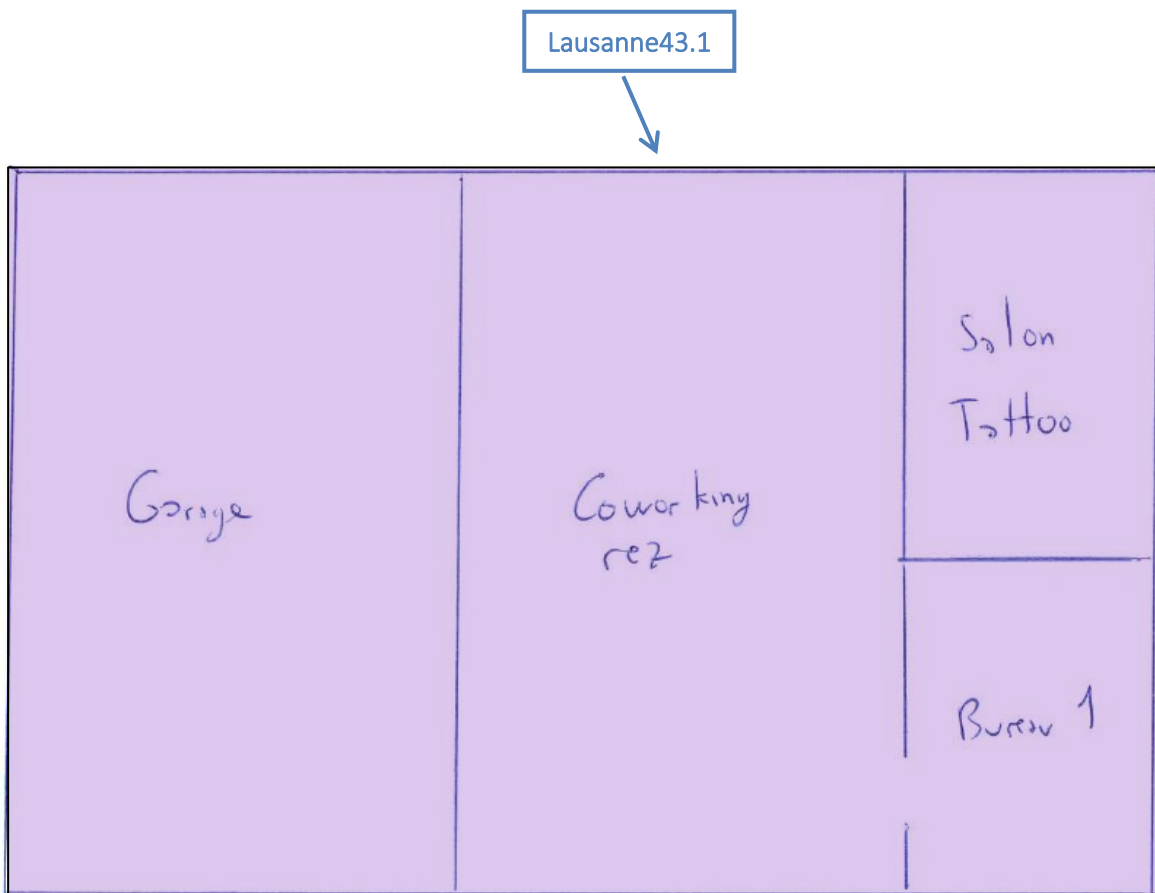 Lausanne43.1
Salon
Tattoo
Garage
Coworking
rez
Bureau 1